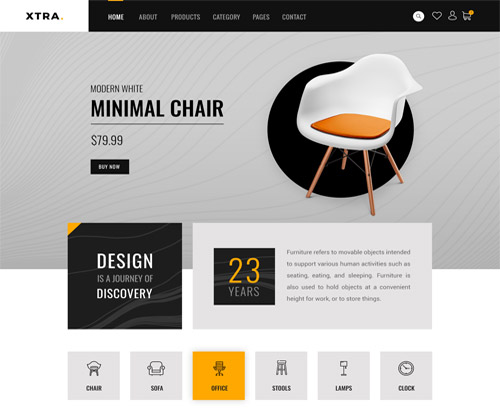 XTRA.
HOME ABOUT PRODUCTS CATEGORY PAGES CONTACT
MODERN WHITE
MINIMAL CHAIR
$79.99
BUY NOW
DESIGN
IS A JOURNEY OF
DISCOVERY
23
YEARS
Furniture refers to movable objects intended
to support various human activities such as
seating, eating, and sleeping. Furniture is
also used to hold objects at a convenient
height for work, or to store things.
CHAIR SOFA OFFICE STOOLS LAMPS CLOCK